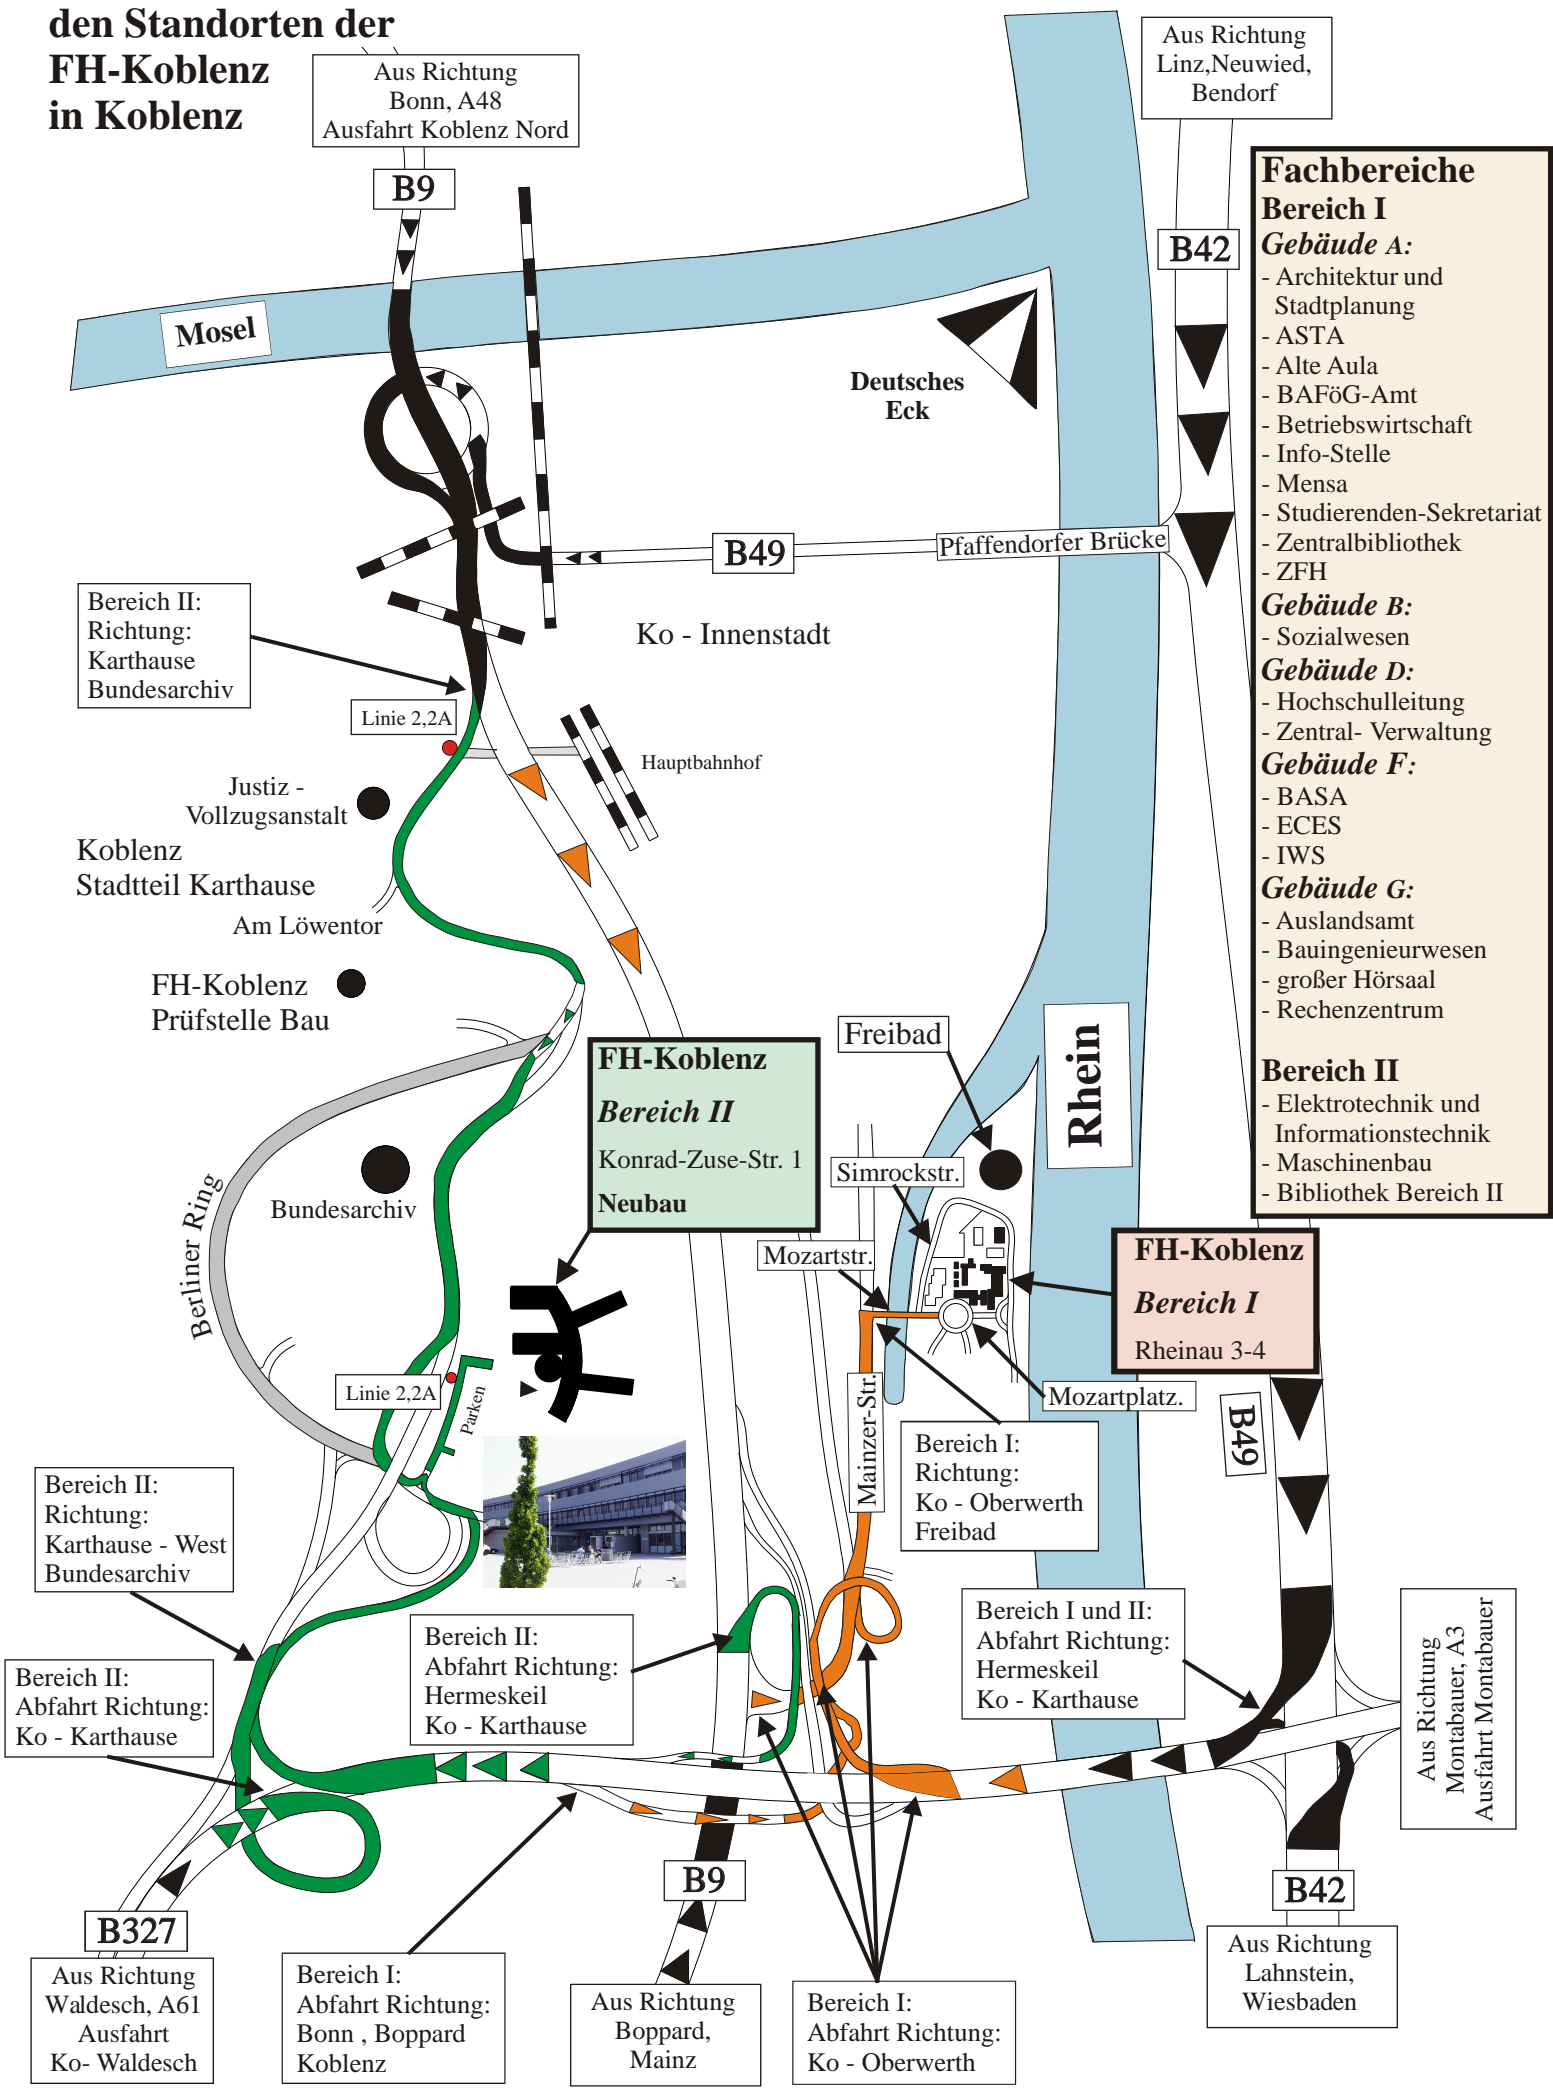 den Standorten der
FH-Koblenz
in Koblenz
Aus Richtung
Bonn, A48
Ausfahrt Koblenz Nord
B9
Aus Richtung
Linz,Neuwied,
Bendorf
B42
Fachbereiche
Bereich I
Gebäude A:
- Architektur und
Stadtplanung
- ASTA
- Alte Aula
- BAFöG-Amt
- Betriebswirtschaft
- Info-Stelle
- Mensa
- Studierenden-Sekretariat
- Zentralbibliothek
- ZFH
Gebäude B:
- Sozialwesen
Gebäude D:
- Hochschulleitung
- Zentral- Verwaltung
Gebäude F:
- BASA
- ECES
- IWS
Gebäude G:
- Auslandsamt
- Bauingenieurwesen
- großer Hörsaal
- Rechenzentrum
Bereich II
- Elektrotechnik und
Informationstechnik
- Maschinenbau
- Bibliothek Bereich II
Mosel
Deutsches
Eck
B49
Pfaffendorfer Brücke
Bereich II:
Richtung:
Karthause
Bundesarchiv
Ko - Innenstadt
Linie 2,2A
Hauptbahnhof
Justiz -
Vollzugsanstalt
Koblenz
Stadtteil Karthause
Am Löwentor
FH-Koblenz
Prüfstelle Bau
FH-Koblenz
Bereich II
Konrad-Zuse-Str. 1
Neubau
Freibad
Rhein
Simrockstr.
Bundesarchiv
Berliner Ring
Mozartstr.
FH-Koblenz
Bereich I
Rheinau 3-4
Mozartplatz.
Linie 2,2A
Parken
Mainzer-Str.
B49
Bereich I:
Richtung:
Ko - Oberwerth
Freibad
Bereich II:
Richtung:
Karthause - West
Bundesarchiv
Bereich II:
Abfahrt Richtung:
Hermeskeil
Ko - Karthause
Bereich I und II:
Abfahrt Richtung:
Hermeskeil
Ko - Karthause
Aus Richtung
Montabauer, A3
Ausfahrt Montabauer
Bereich II:
Abfahrt Richtung:
Ko - Karthause
B9
B42
B327
Aus Richtung
Waldesch, A61
Ausfahrt
Ko- Waldesch
Bereich I:
Abfahrt Richtung:
Bonn , Boppard
Koblenz
Aus Richtung
Boppard,
Mainz
Bereich I:
Abfahrt Richtung:
Ko - Oberwerth
Aus Richtung
Lahnstein,
Wiesbaden